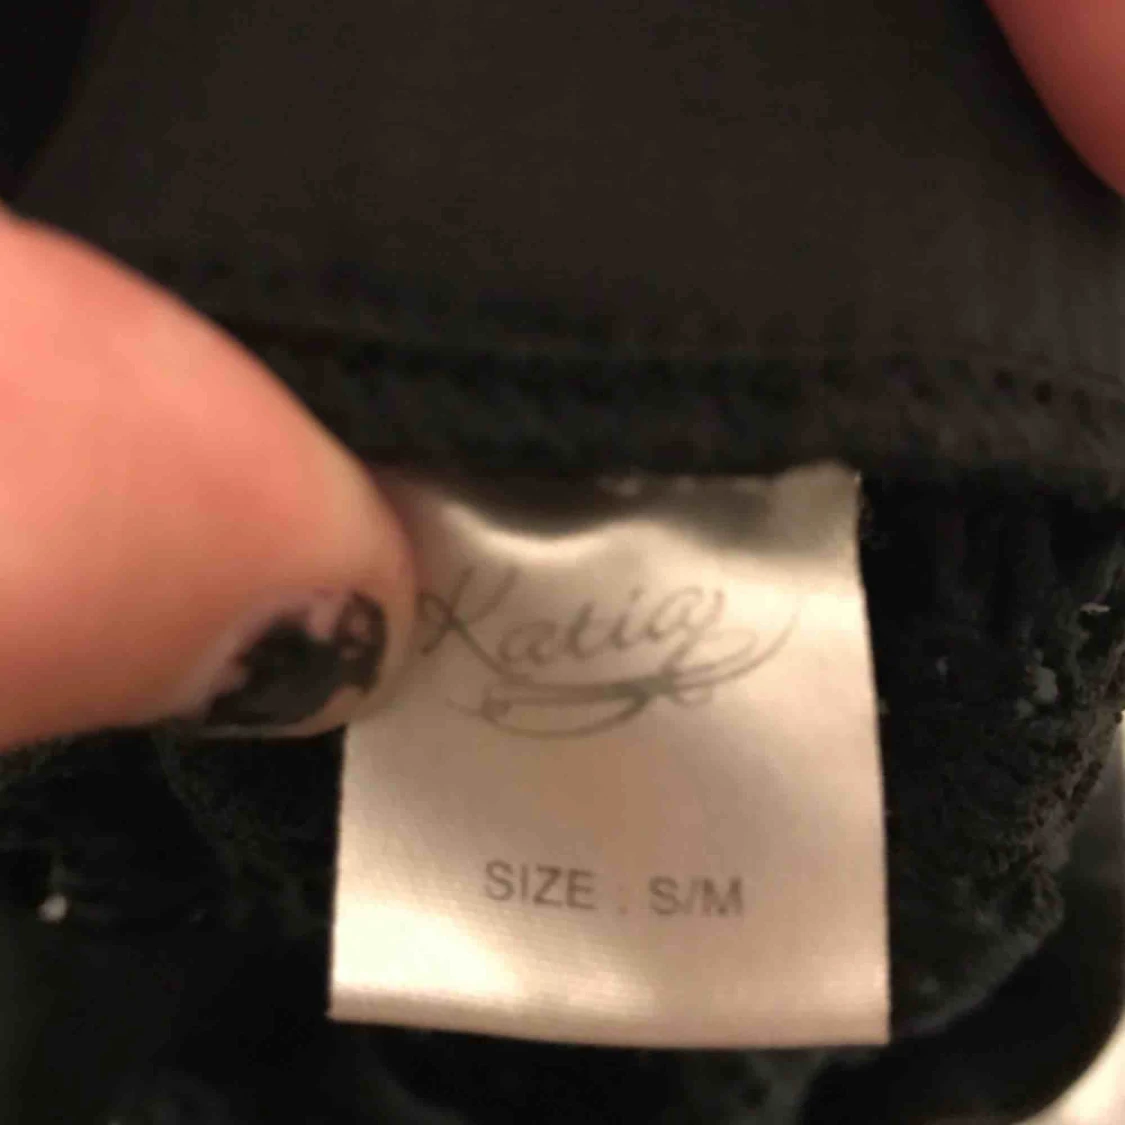 Katia
SIZE . S/M